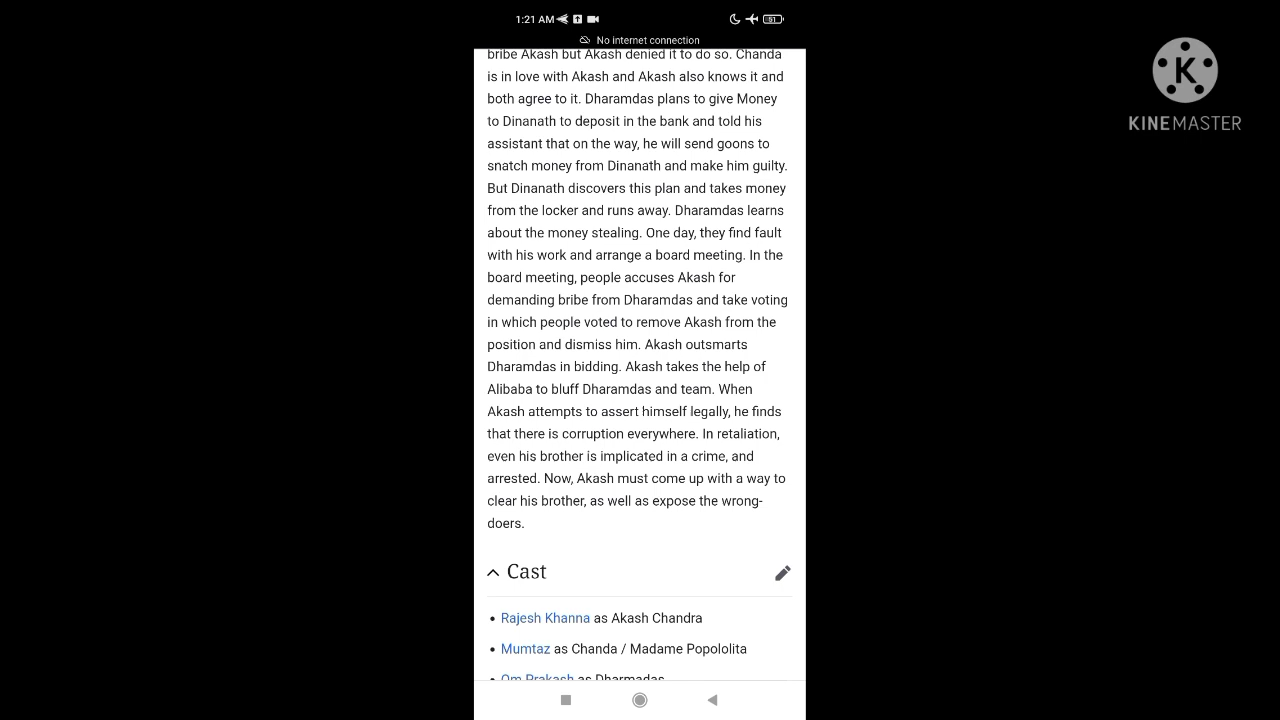 1:21 AM
51
No internet connection
bribe Akash but Akash denied it to do so. Chanda
is in love with Akash and Akash also knows it and
both agree to it. Dharamdas plans to give Money
to Dinanath to deposit in the bank and told his
assistant that on the way, he will send goons to
snatch money from Dinanath and make him guilty.
But Dinanath discovers this plan and takes money
from the locker and runs away. Dharamdas learns
about the money stealing. One day, they find fault
with his work and arrange a board meeting. In the
board meeting, people accuses Akash for
demanding bribe from Dharamdas and take voting
in which people voted to remove Akash from the
position and dismiss him. Akash outsmarts
Dharamdas in bidding. Akash takes the help of
Alibaba to bluff Dharamdas and team. When
Akash attempts to assert himself legally, he finds
that there is corruption everywhere. In retaliation,
even his brother is implicated in a crime, and
arrested. Now, Akash must come up with a way to
clear his brother, as well as expose the wrong-
doers.
Cast
• Rajesh Khanna as Akash Chandra
• Mumtaz as Chanda / Madame Popololita
• Om Prakash as Dharmadas
K
KINEMASTER